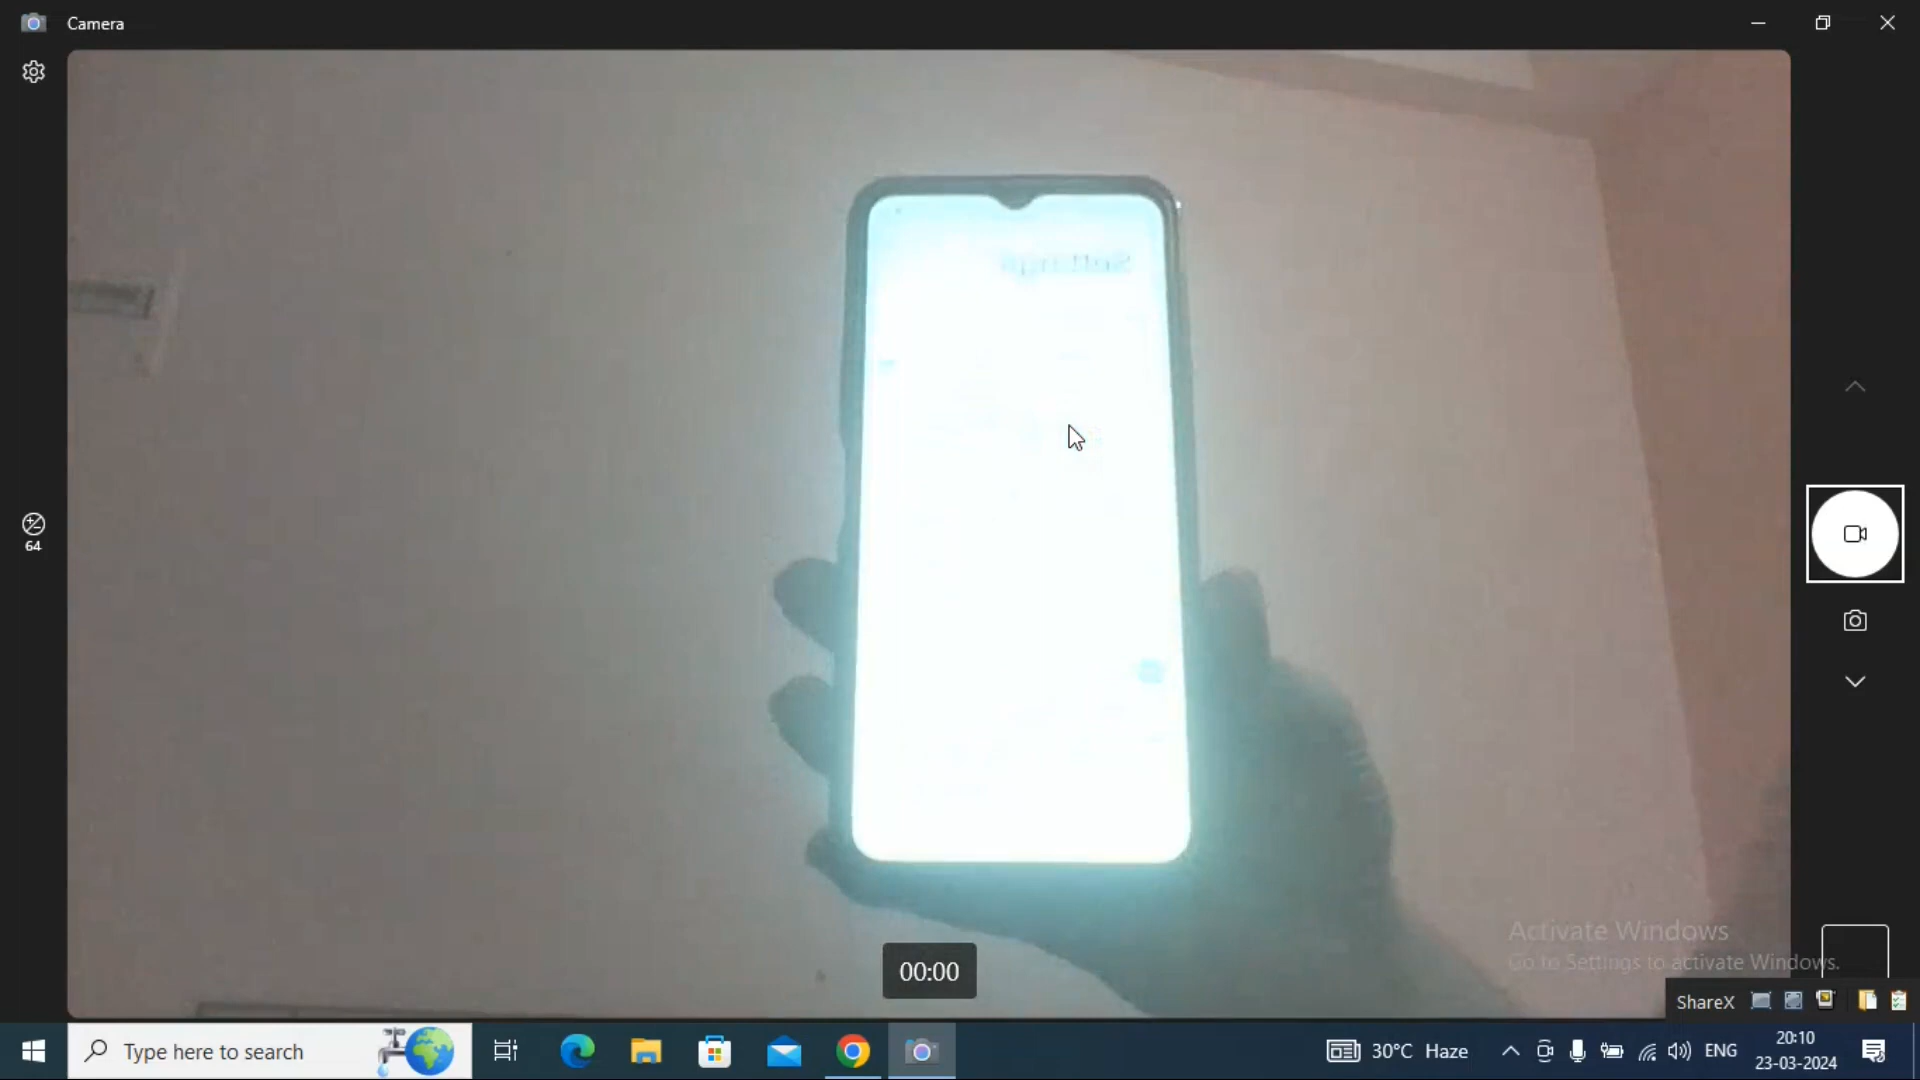 Camera
Settings
64
00:00
Activate Windows
Go to Settings to activate Windows.
ShareX
Type here to search
30°C Haze
ENG
20:10
23-03-2024